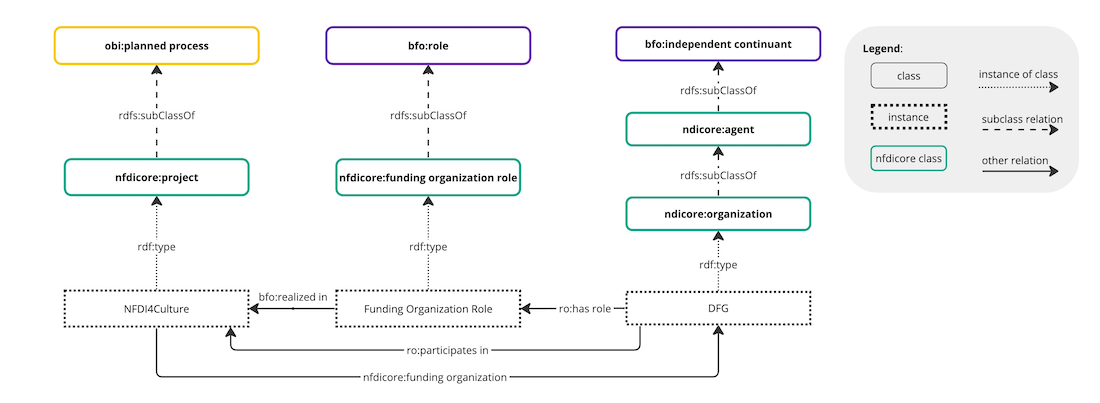 obi:planned process
bfo:role
bfo:independent continuant
Legend:
class
instance of class
rdfs:subClassOf
rdfs:subClassOf
rdfs:subClassOf
instance
subclass relation
ndicore:agent
nfdicore class
other relation
nfdicore:project
nfdicore:funding organization role
rdfs:subClassOf
ndicore:organization
rdf:type
rdf:type
rdf:type
bfo:realized in
NFDI4Culture
Funding Organization Role
ro:has role
DFG
ro:participates in
nfdicore:funding organization